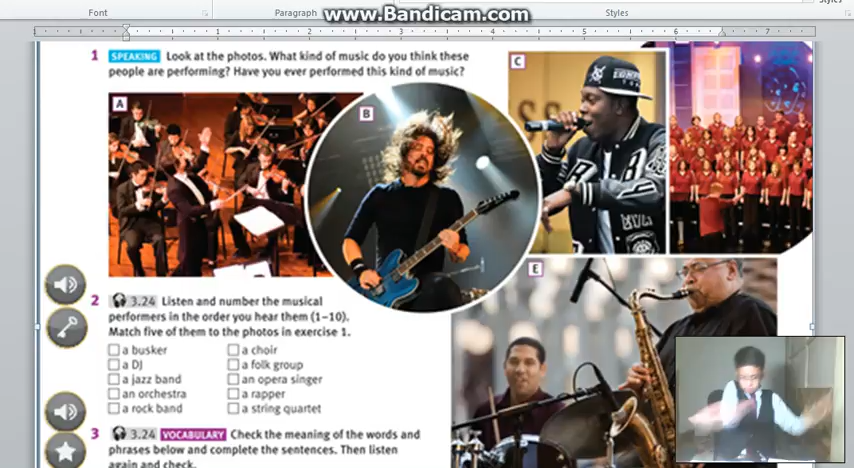 Font
Paragraph
Styles
www.Bandicam.com
1 SPEAKING Look at the photos. What kind of music do you think these
people are performing? Have you ever performed this kind of music?
A
B
C
E
2 3.24 Listen and number the musical
performers in the order you hear them (1–10).
Match five of them to the photos in exercise 1.
a busker
a choir
a DJ
a folk group
a jazz band
an opera singer
an orchestra
a rapper
a rock band
a string quartet
3 3.24 VOCABULARY Check the meaning of the words and
phrases below and complete the sentences. Then listen
again and check.